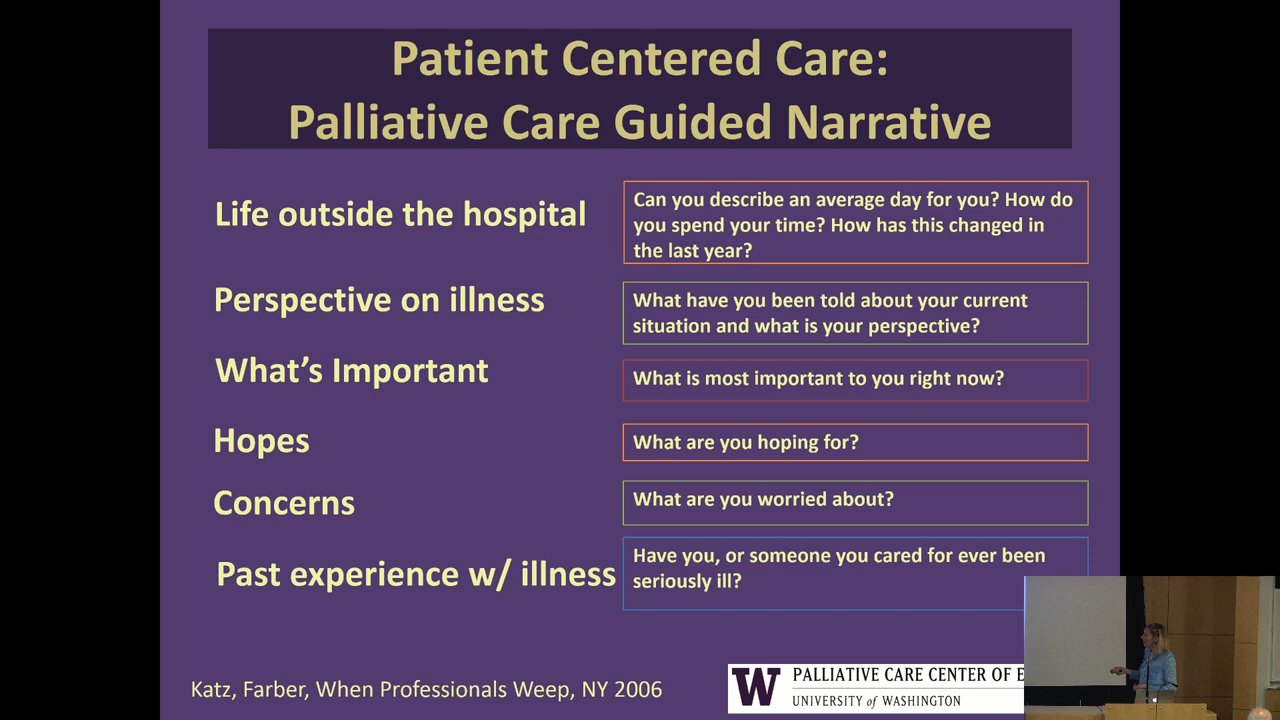 Patient Centered Care:
Palliative Care Guided Narrative
Life outside the hospital
Can you describe an average day for you? How do
you spend your time? How has this changed in
the last year?
Perspective on illness
What have you been told about your current
situation and what is your perspective?
What's Important
What is most important to you right now?
Hopes
What are you hoping for?
Concerns
What are you worried about?
Past experience w/ illness
Have you, or someone you cared for ever been
seriously ill?
Katz, Farber, When Professionals Weep, NY 2006
W
PALLIATIVE CARE CENTER OF E
UNIVERSITY of WASHINGTON